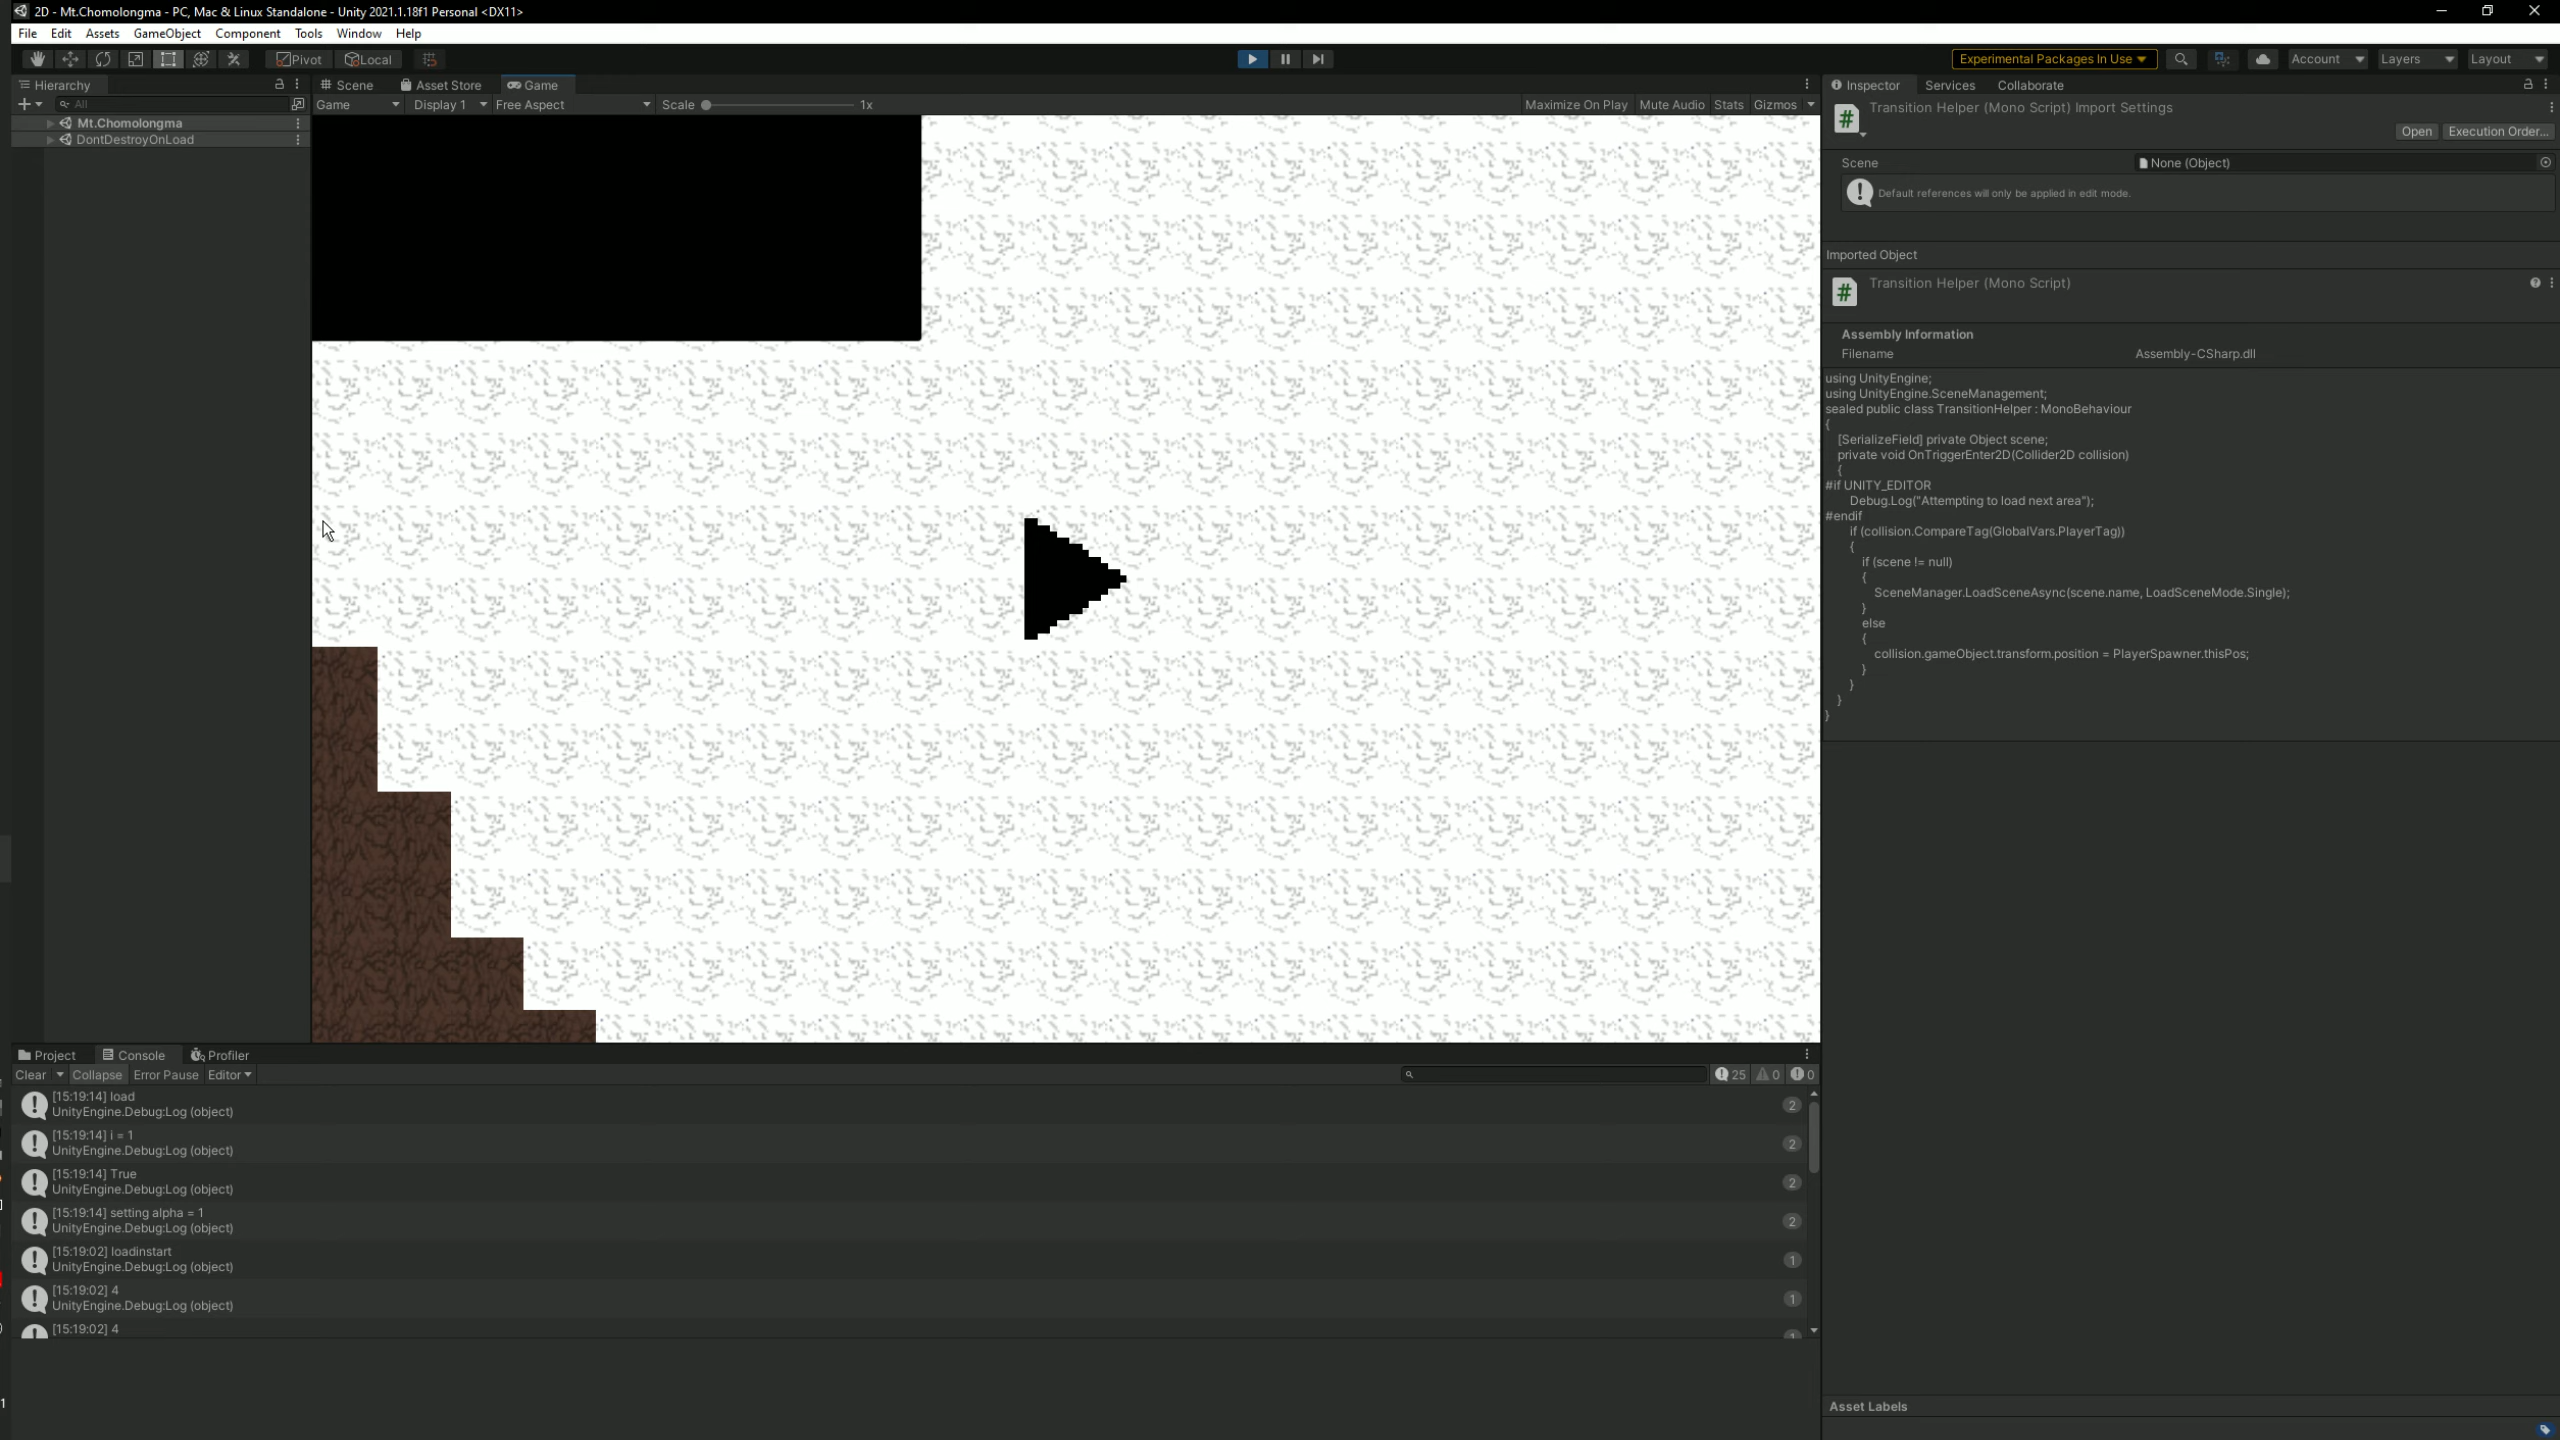 2D - Mt.Chomolongma - PC, Mac & Linux Standalone - Unity 2021.1.18f1 Personal <DX11>
File Edit Assets GameObject Component Tools Window Help
Pivot Local Experimental Packages In Use Account Layers Layout
Hierarchy Scene Asset Store Game Inspector Services Collaborate
All Game Display 1 Free Aspect Scale 1x Maximize On Play Mute Audio Stats Gizmos
Mt.Chomolongma
DontDestroyOnLoad
Transition Helper (Mono Script) Import Settings
Open Execution Order...
Scene None (Object)
Default references will only be applied in edit mode.
Imported Object
Transition Helper (Mono Script)
Assembly Information
Filename Assembly-CSharp.dll
using UnityEngine;
using UnityEngine.SceneManagement;
sealed public class TransitionHelper : MonoBehaviour
{
[SerializeField] private Object scene;
private void OnTriggerEnter2D(Collider2D collision)
{
#if UNITY_EDITOR
Debug.Log("Attempting to load next area");
#endif
if (collision.CompareTag(GlobalVars.PlayerTag))
{
if (scene != null)
{
SceneManager.LoadSceneAsync(scene.name, LoadSceneMode.Single);
}
else
{
collision.gameObject.transform.position = PlayerSpawner.thisPos;
}
}
}
}
Project Console Profiler
Clear Collapse Error Pause Editor 25 0 0
[15:19:14] load
UnityEngine.Debug:Log (object) 2
[15:19:14] i = 1
UnityEngine.Debug:Log (object) 2
[15:19:14] True
UnityEngine.Debug:Log (object) 2
[15:19:14] setting alpha = 1
UnityEngine.Debug:Log (object) 2
[15:19:02] loadinstart
UnityEngine.Debug:Log (object) 1
[15:19:02] 4
UnityEngine.Debug:Log (object) 1
[15:19:02] 4
Asset Labels